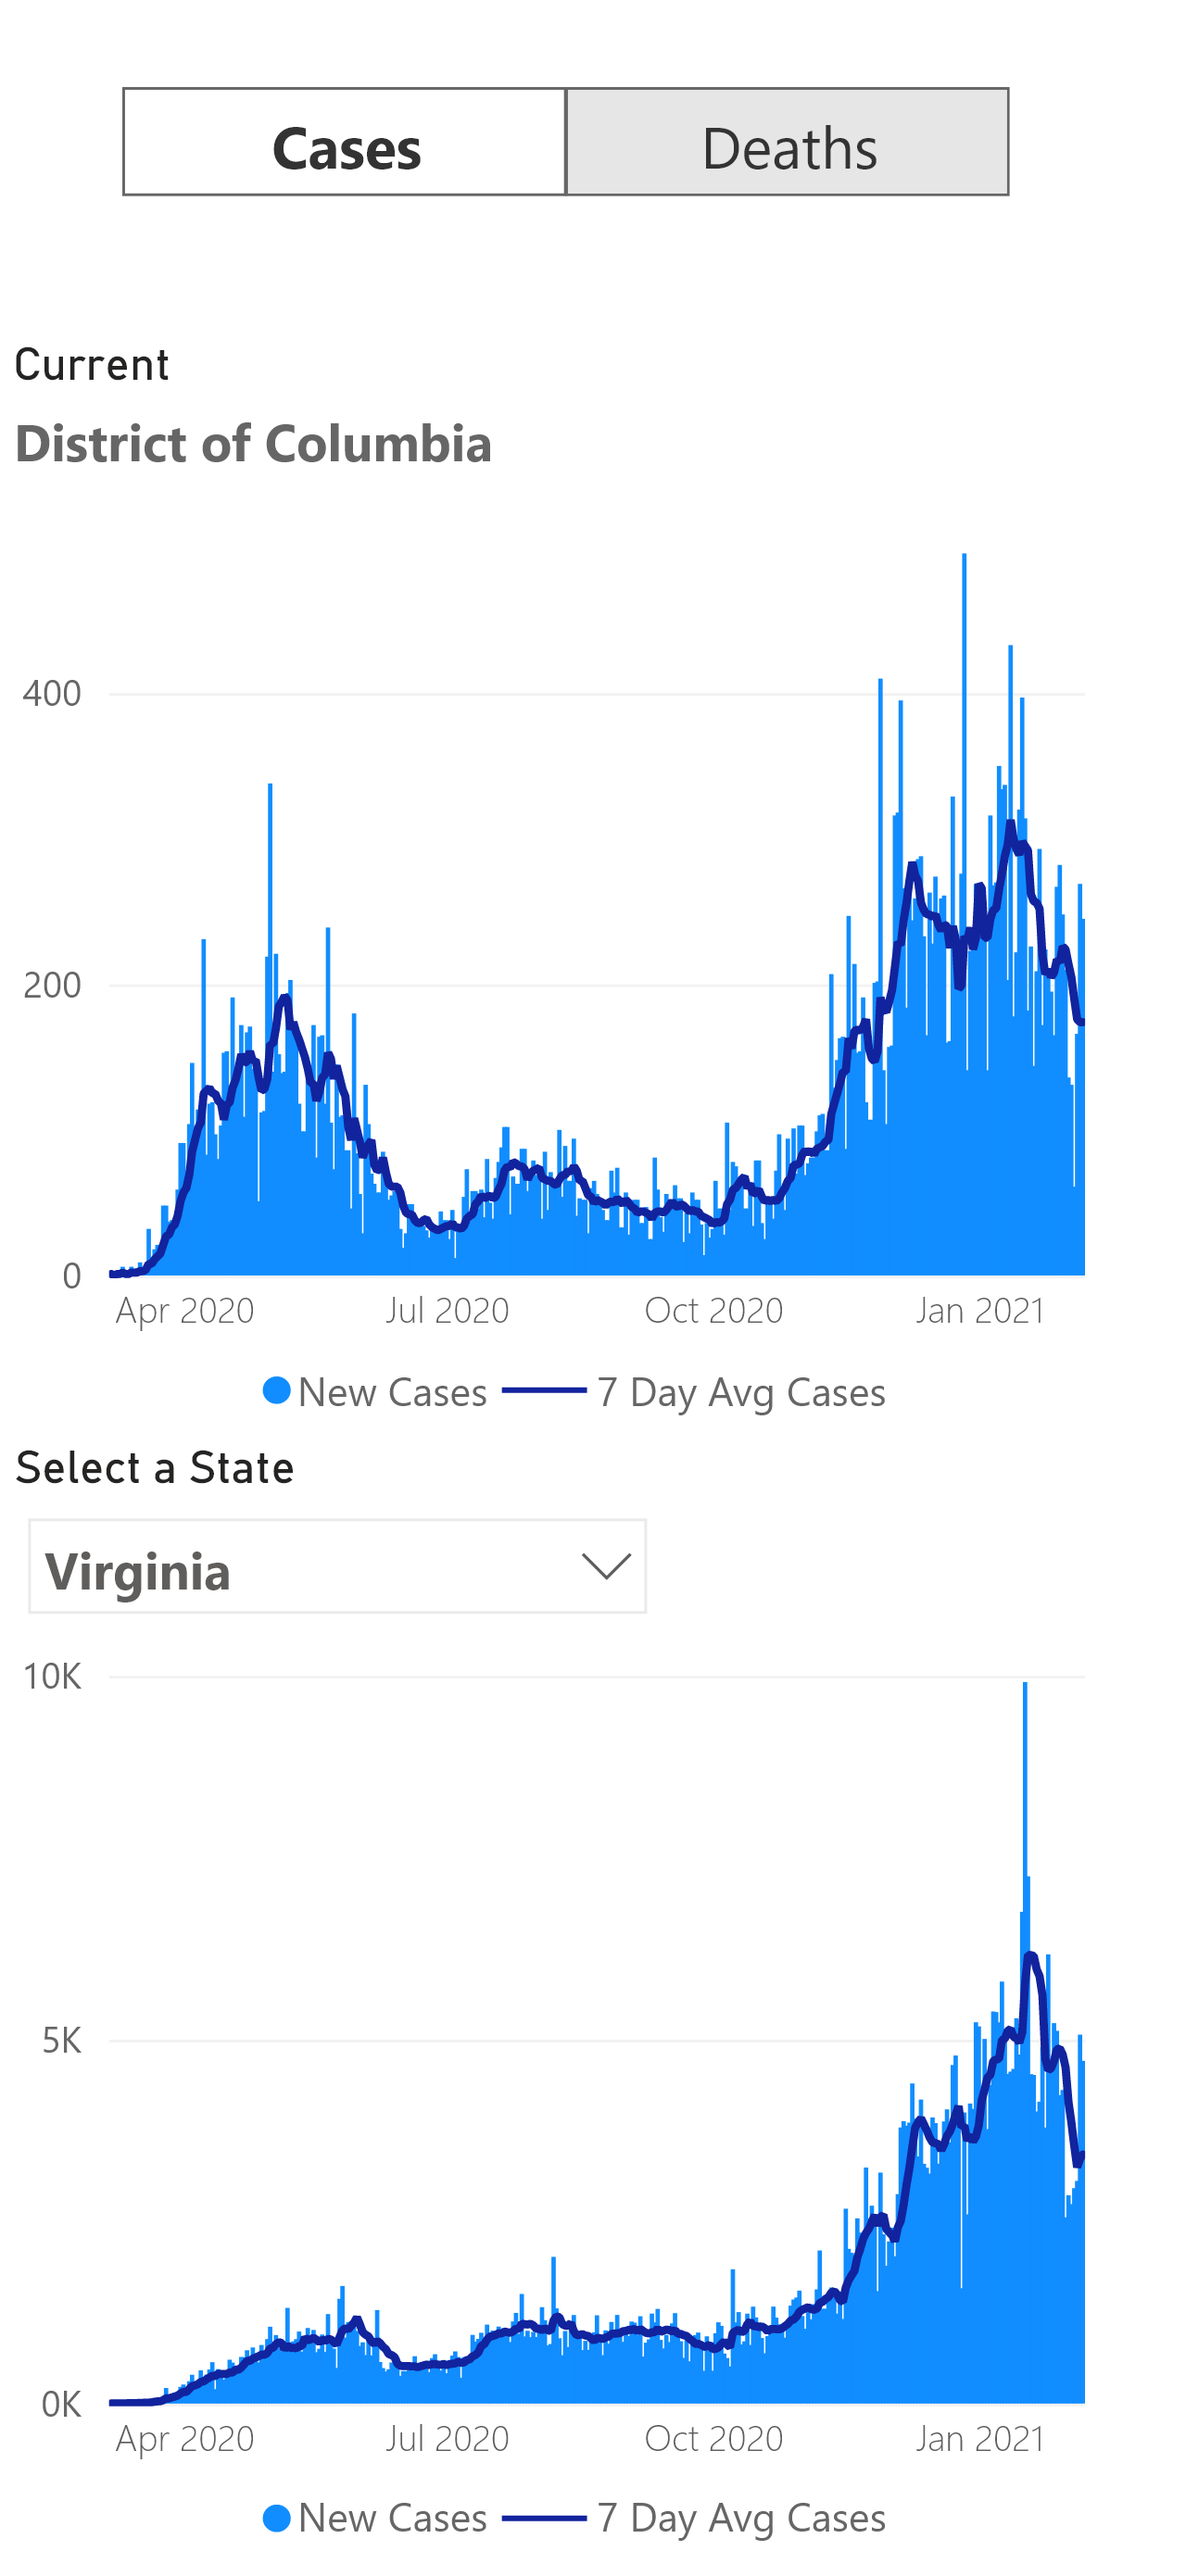 Cases Deaths
Current
District of Columbia
400
200
0
Apr 2020 Jul 2020 Oct 2020 Jan 2021
New Cases 7 Day Avg Cases
Select a State
Virginia
10K
5K
0K
Apr 2020 Jul 2020 Oct 2020 Jan 2021
New Cases 7 Day Avg Cases